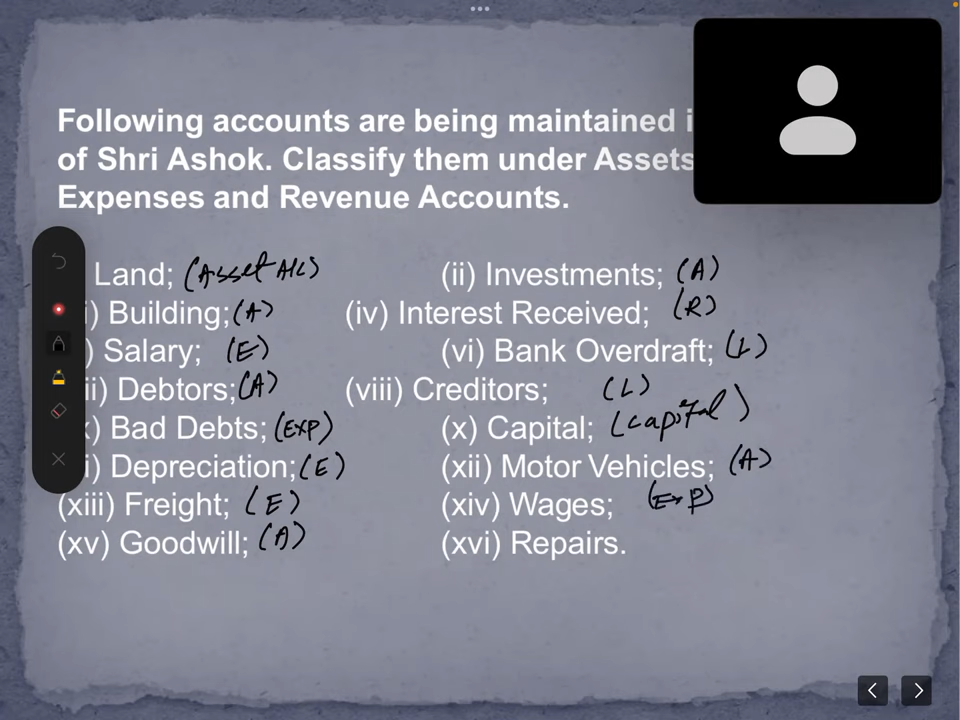 Following accounts are being maintained i
of Shri Ashok. Classify them under Assets
Expenses and Revenue Accounts.
Land; (Asset A/c) (ii) Investments; (A)
i) Building; (A) (iv) Interest Received; (R)
) Salary; (E) (vi) Bank Overdraft; (L)
ii) Debtors; (A) (viii) Creditors; (L)
) Bad Debts; (EXP) (x) Capital; (capital)
i) Depreciation; (E) (xii) Motor Vehicles; (A)
(xiii) Freight; (E) (xiv) Wages; (Exp)
(xv) Goodwill; (A) (xvi) Repairs.